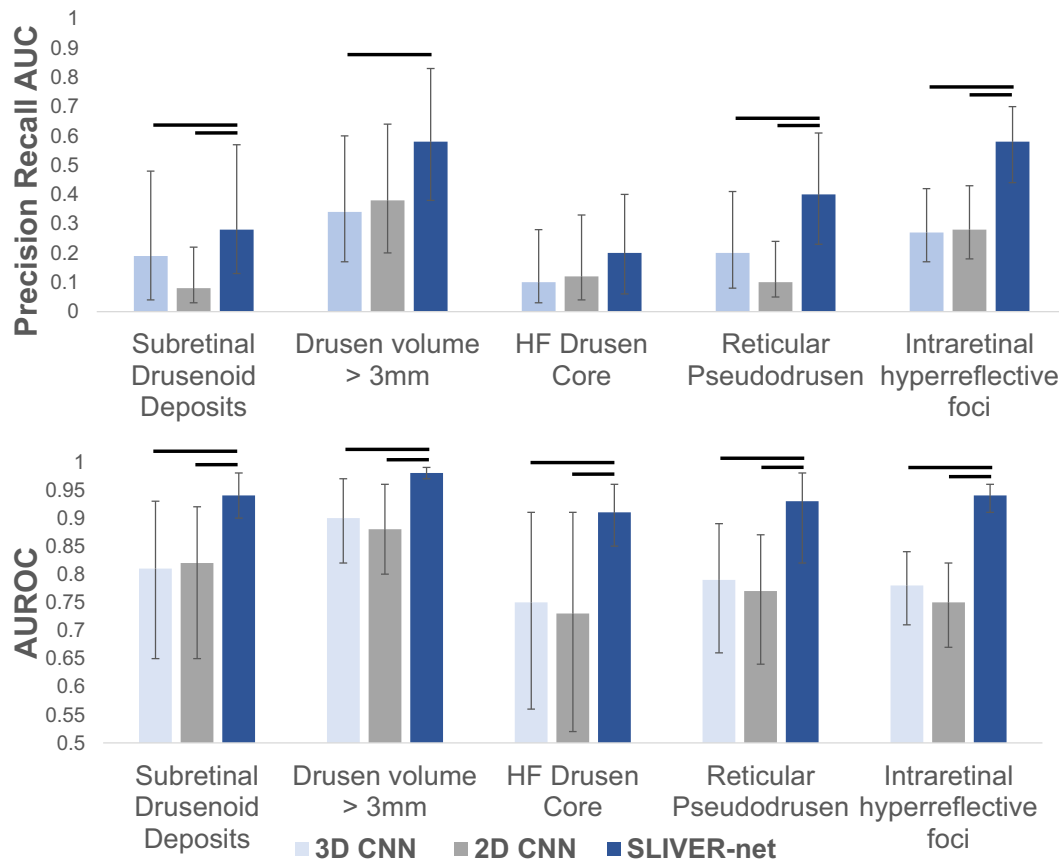 Precision Recall AUC
1
0.9
0.8
0.7
0.6
0.5
0.4
0.3
0.2
0.1
0
Subretinal
Drusenoid
Deposits
Drusen volume
> 3mm
HF Drusen
Core
Reticular
Pseudodrusen
Intraretinal
hyperreflective
foci
AUROC
1
0.95
0.9
0.85
0.8
0.75
0.7
0.65
0.6
0.55
0.5
Subretinal
Drusenoid
Deposits
Drusen volume
> 3mm
HF Drusen
Core
Reticular
Pseudodrusen
Intraretinal
hyperreflective
foci
3D CNN 2D CNN SLIVER-net